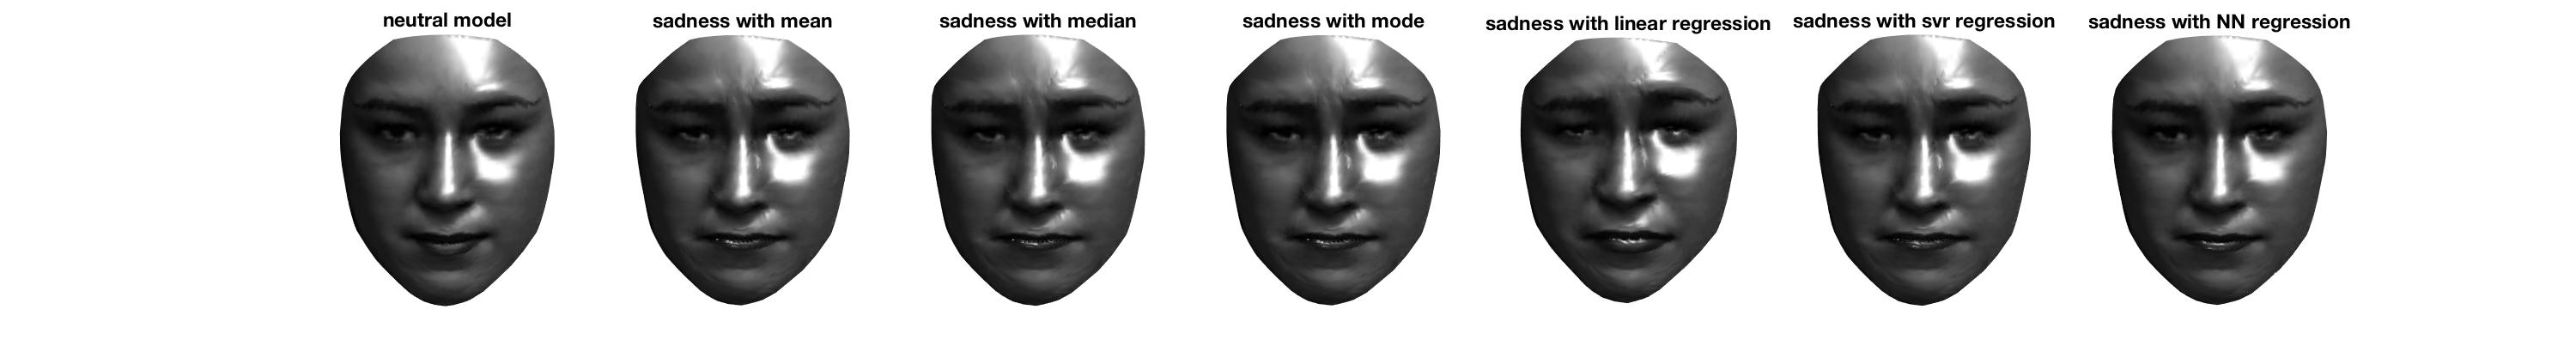 neutral model
sadness with mean
sadness with median
sadness with mode
sadness with linear regression
sadness with svr regression
sadness with NN regression